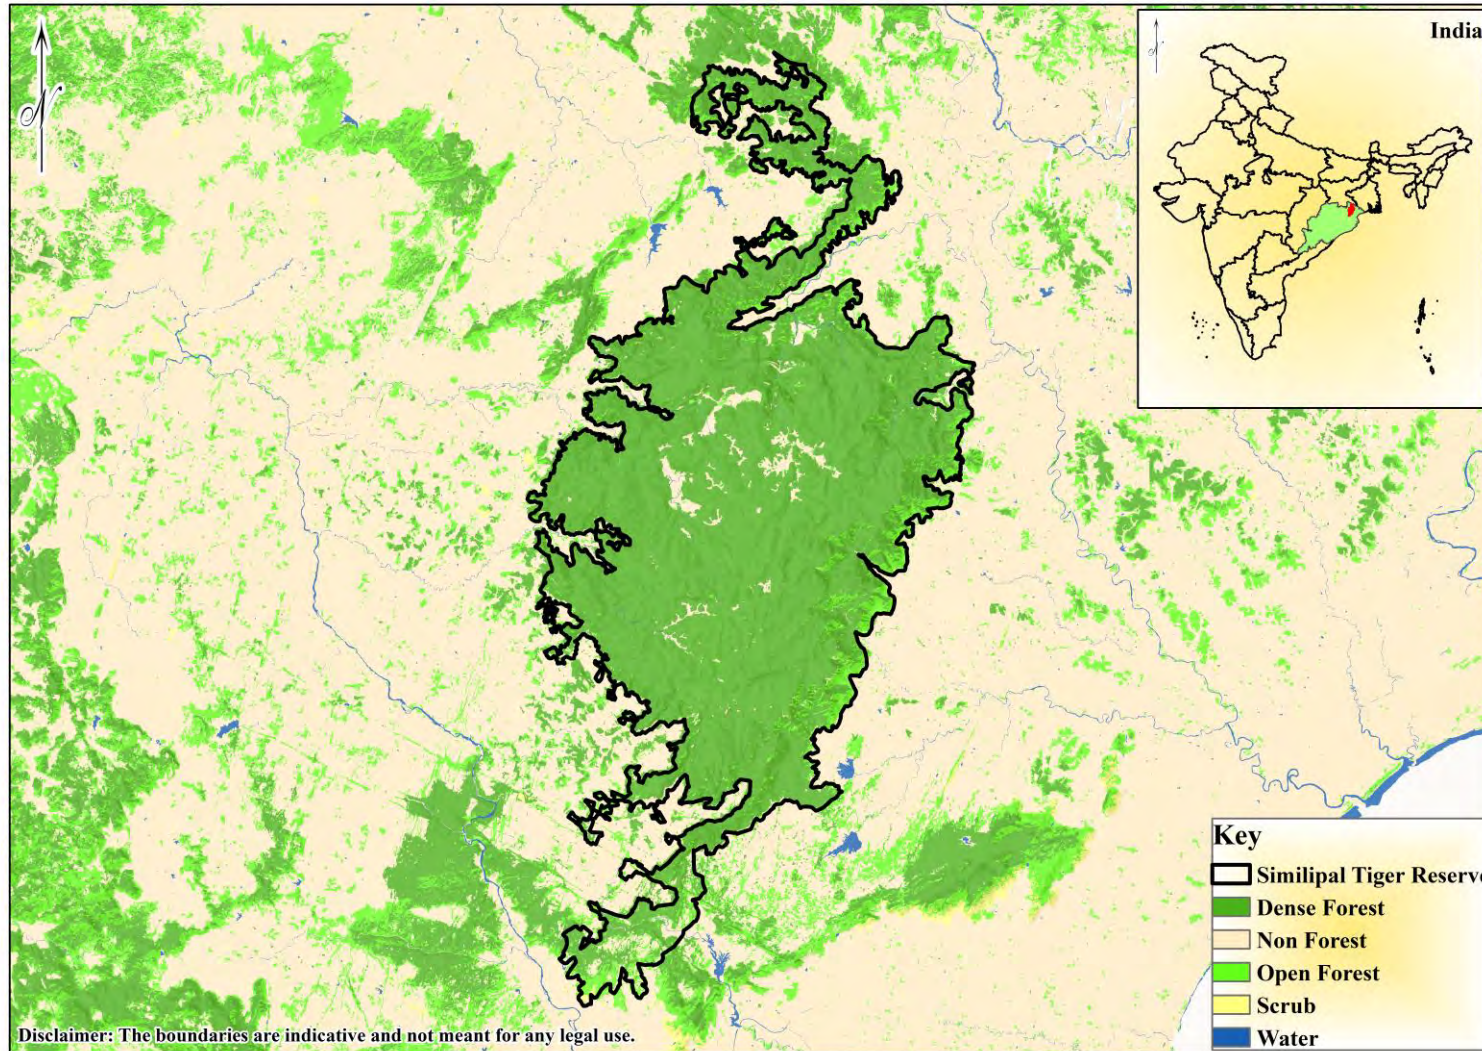 N
N
India
Key
Similipal Tiger Reserve
Dense Forest
Non Forest
Open Forest
Scrub
Water
Disclaimer: The boundaries are indicative and not meant for any legal use.